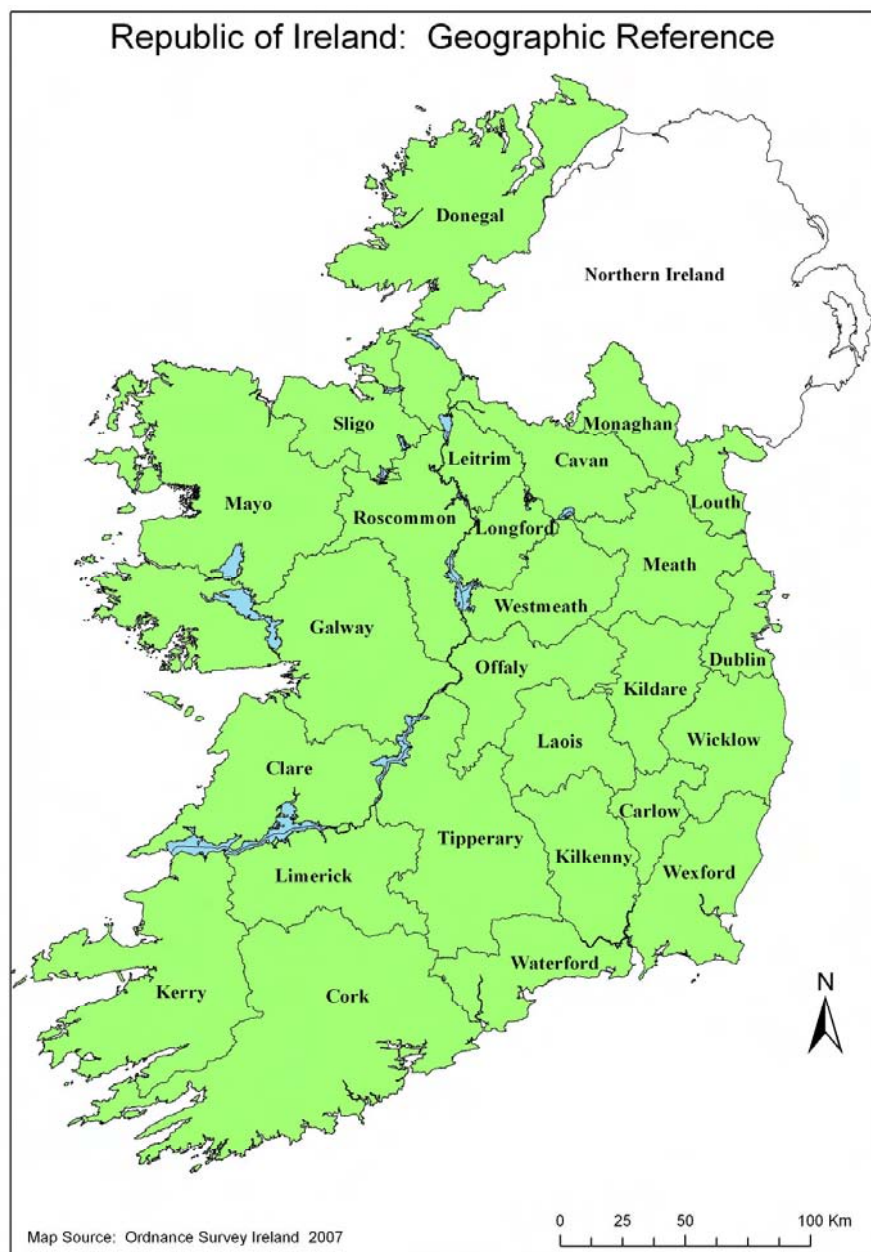 Republic of Ireland: Geographic Reference
Donegal
Northern Ireland
Monaghan
Sligo
Leitrim
Cavan
Louth
Mayo
Roscommon
Longford
Meath
Westmeath
Galway
Offaly
Dublin
Kildare
Laois
Wicklow
Clare
Carlow
Tipperary
Kilkenny
Wexford
Limerick
Waterford
Kerry
Cork
N
0 25 50 100 Km
Map Source: Ordnance Survey Ireland 2007